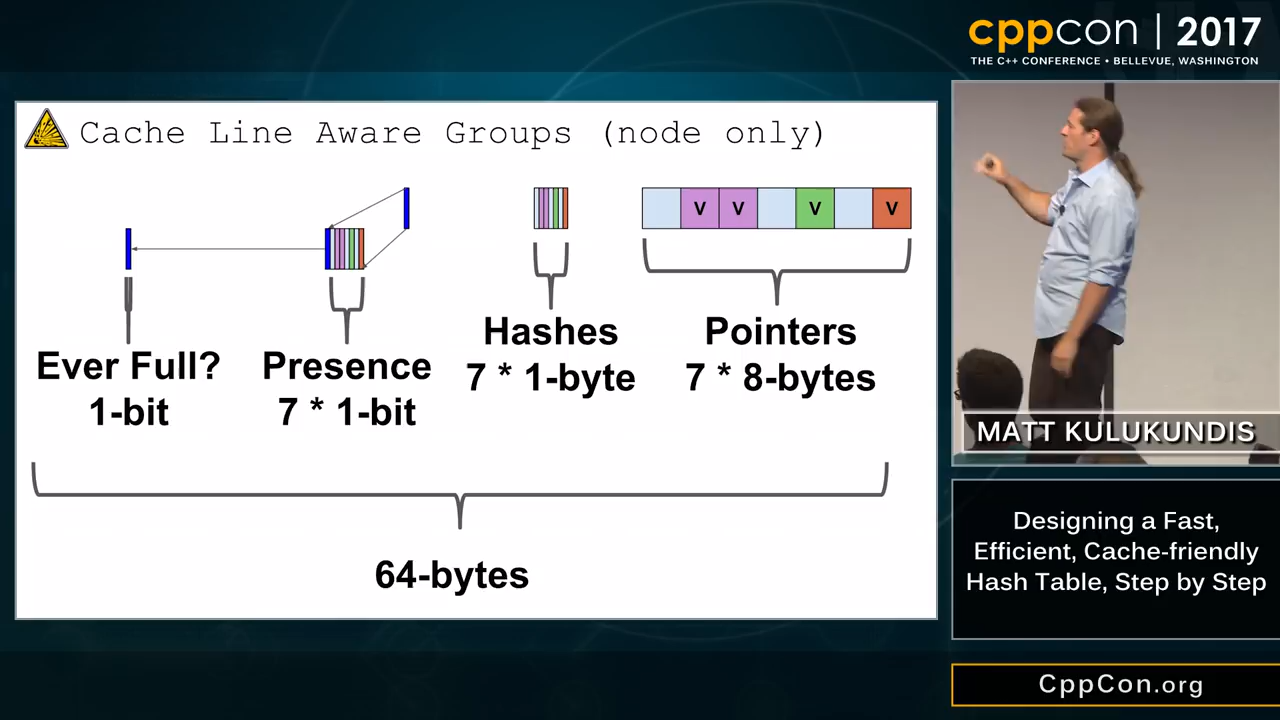 cppcon | 2017
THE C++ CONFERENCE • BELLEVUE, WASHINGTON
Cache Line Aware Groups (node only)
V V V V
Ever Full?
1-bit
Presence
7 * 1-bit
Hashes
7 * 1-byte
Pointers
7 * 8-bytes
64-bytes
MATT KULUKUNDIS
Designing a Fast,
Efficient, Cache-friendly
Hash Table, Step by Step
CppCon.org